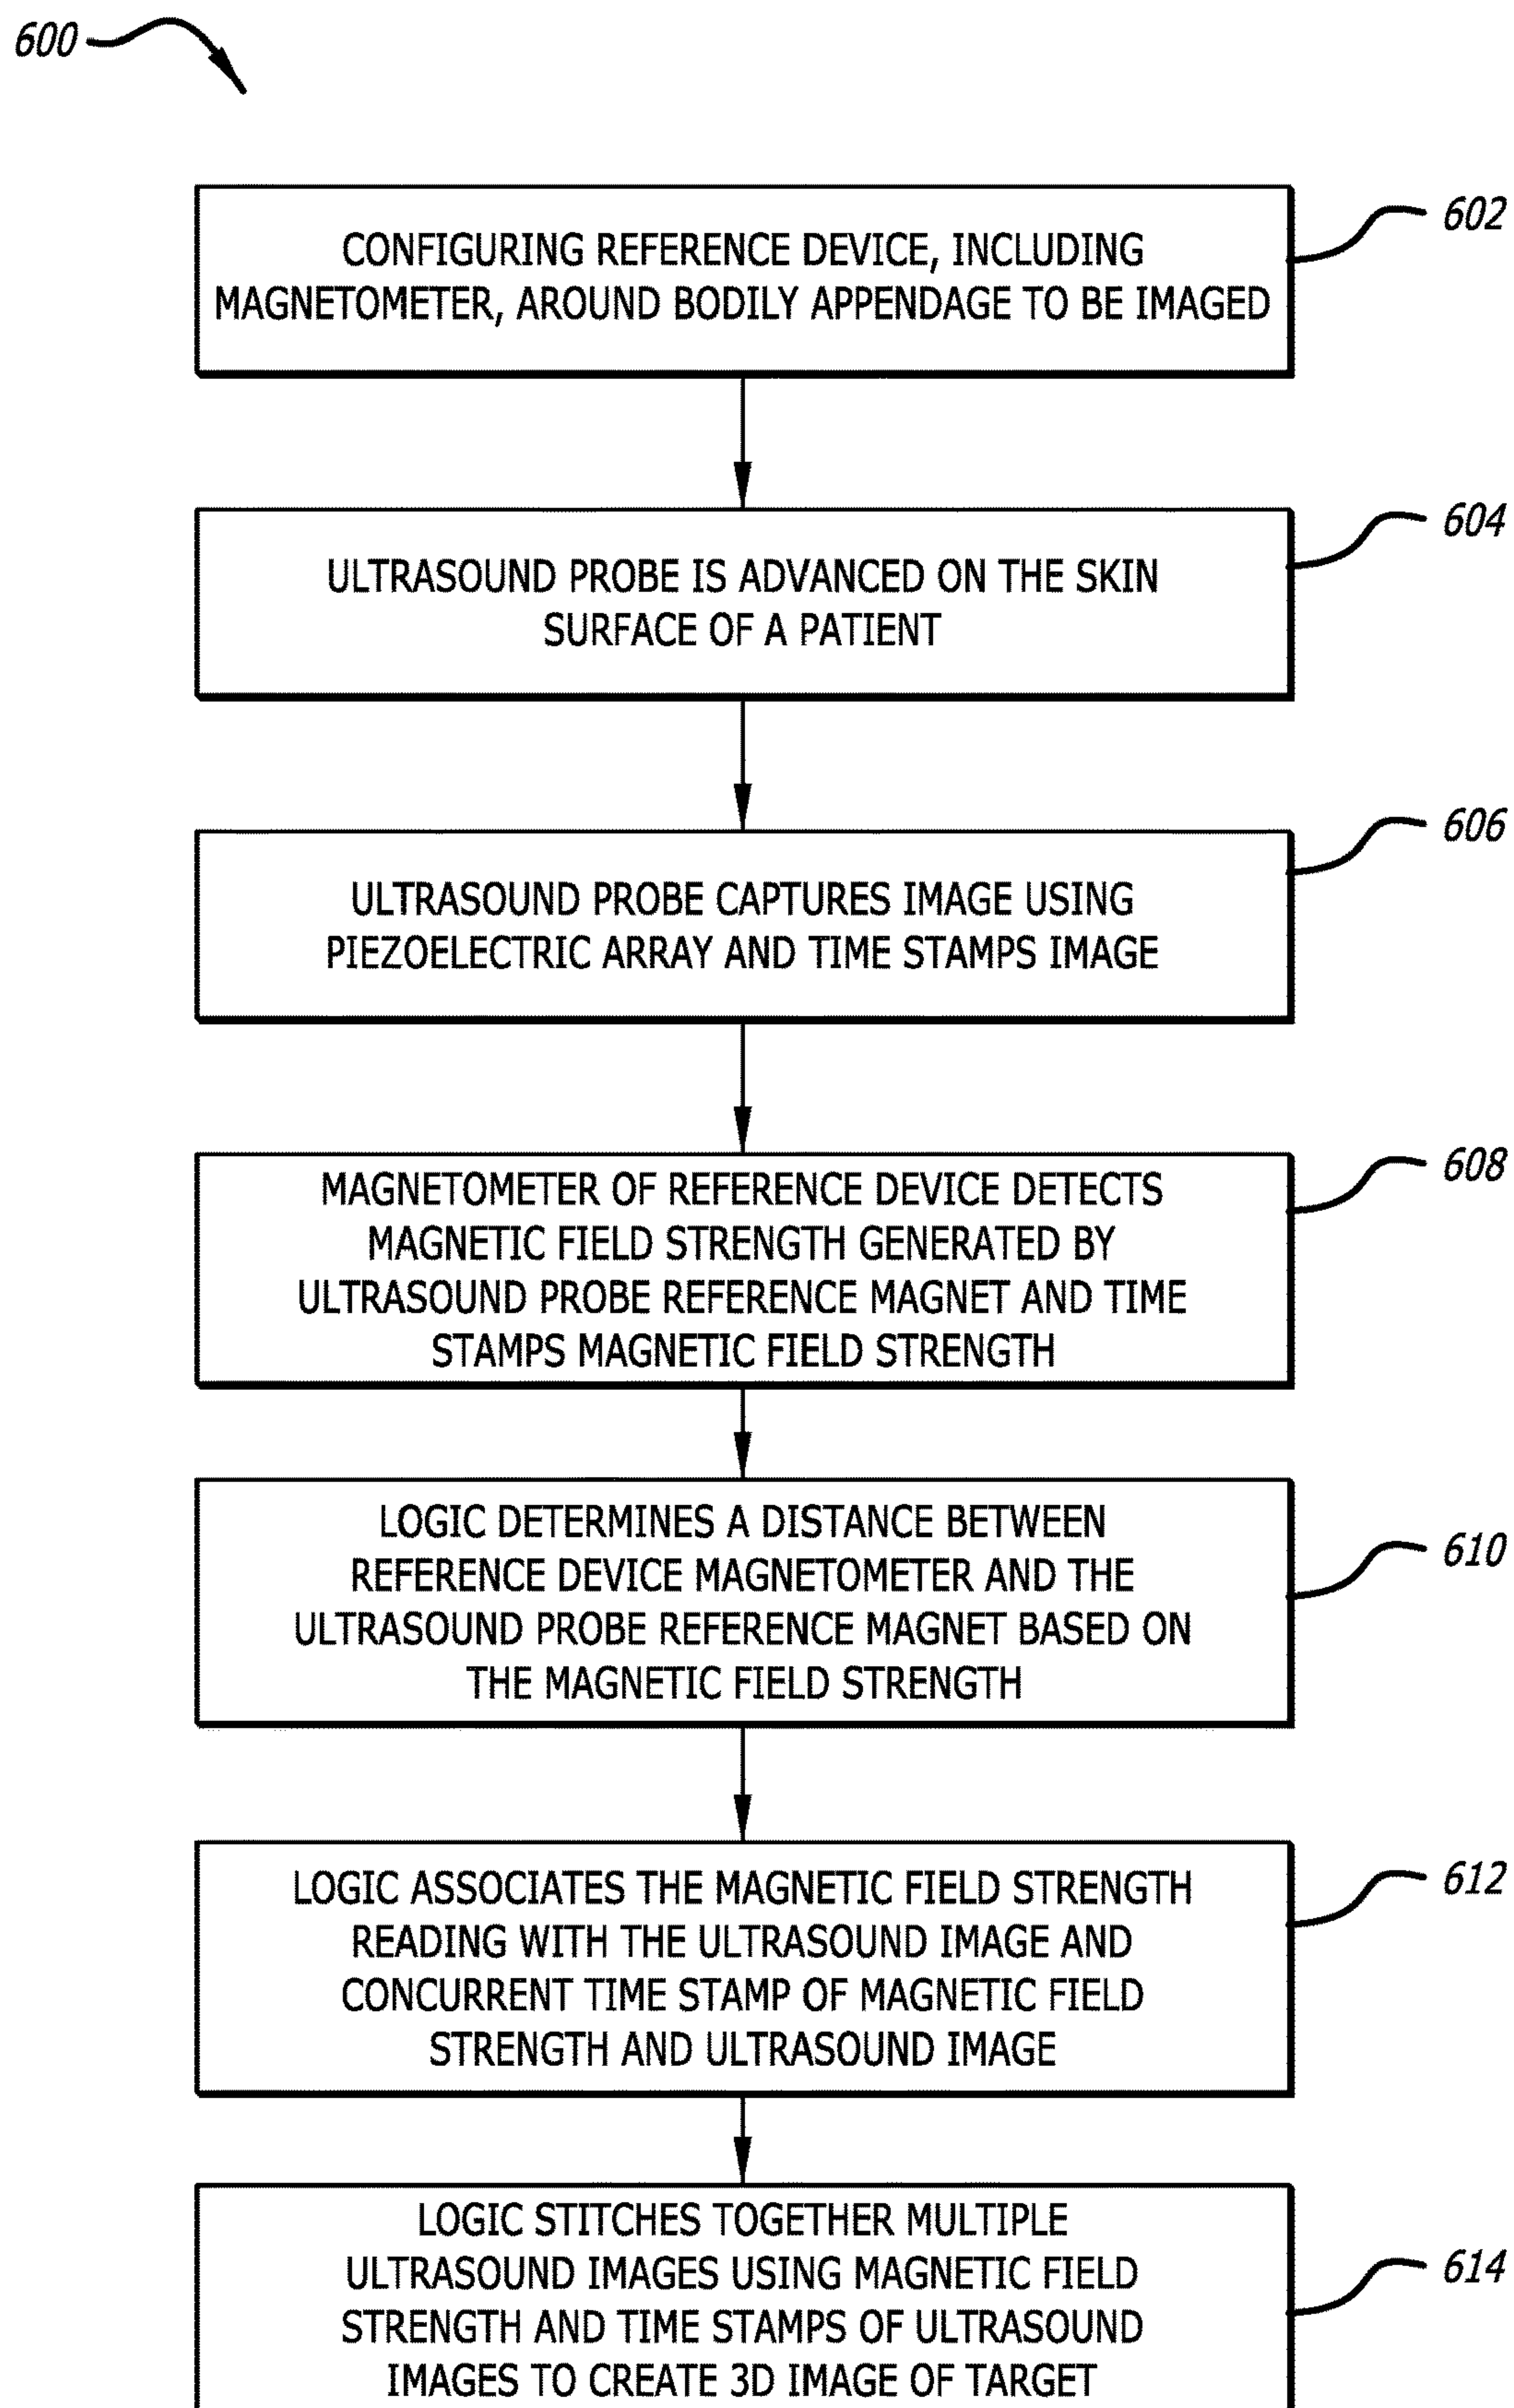 600
CONFIGURING REFERENCE DEVICE, INCLUDING
MAGNETOMETER, AROUND BODILY APPENDAGE TO BE IMAGED
602
ULTRASOUND PROBE IS ADVANCED ON THE SKIN
SURFACE OF A PATIENT
604
ULTRASOUND PROBE CAPTURES IMAGE USING
PIEZOELECTRIC ARRAY AND TIME STAMPS IMAGE
606
MAGNETOMETER OF REFERENCE DEVICE DETECTS
MAGNETIC FIELD STRENGTH GENERATED BY
ULTRASOUND PROBE REFERENCE MAGNET AND TIME
STAMPS MAGNETIC FIELD STRENGTH
608
LOGIC DETERMINES A DISTANCE BETWEEN
REFERENCE DEVICE MAGNETOMETER AND THE
ULTRASOUND PROBE REFERENCE MAGNET BASED ON
THE MAGNETIC FIELD STRENGTH
610
LOGIC ASSOCIATES THE MAGNETIC FIELD STRENGTH
READING WITH THE ULTRASOUND IMAGE AND
CONCURRENT TIME STAMP OF MAGNETIC FIELD
STRENGTH AND ULTRASOUND IMAGE
612
LOGIC STITCHES TOGETHER MULTIPLE
ULTRASOUND IMAGES USING MAGNETIC FIELD
STRENGTH AND TIME STAMPS OF ULTRASOUND
IMAGES TO CREATE 3D IMAGE OF TARGET
614